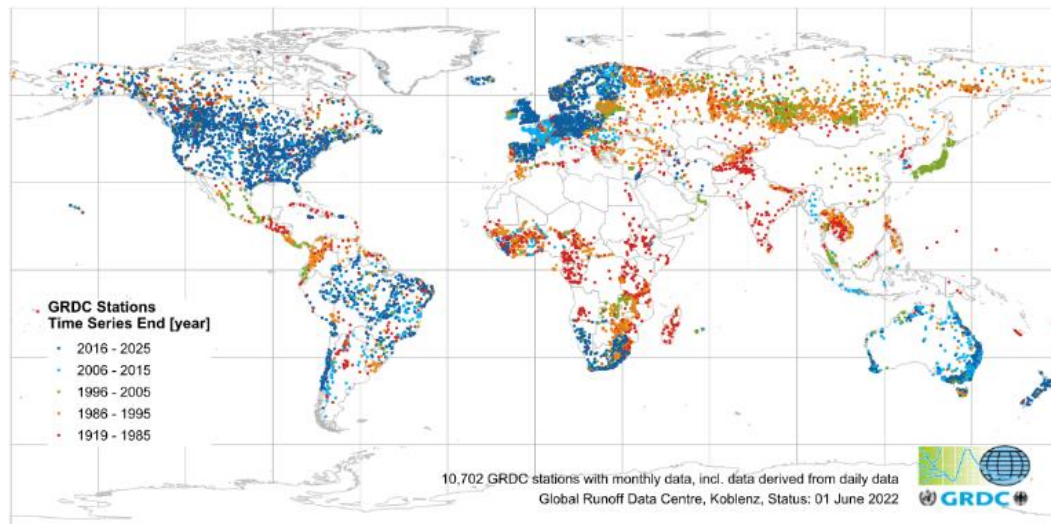 GRDC Stations
Time Series End [year]
2016 - 2025
2006 - 2015
1996 - 2005
1986 - 1995
1919 - 1985
10,702 GRDC stations with monthly data, incl. data derived from daily data
Global Runoff Data Centre, Koblenz, Status: 01 June 2022
GRDC